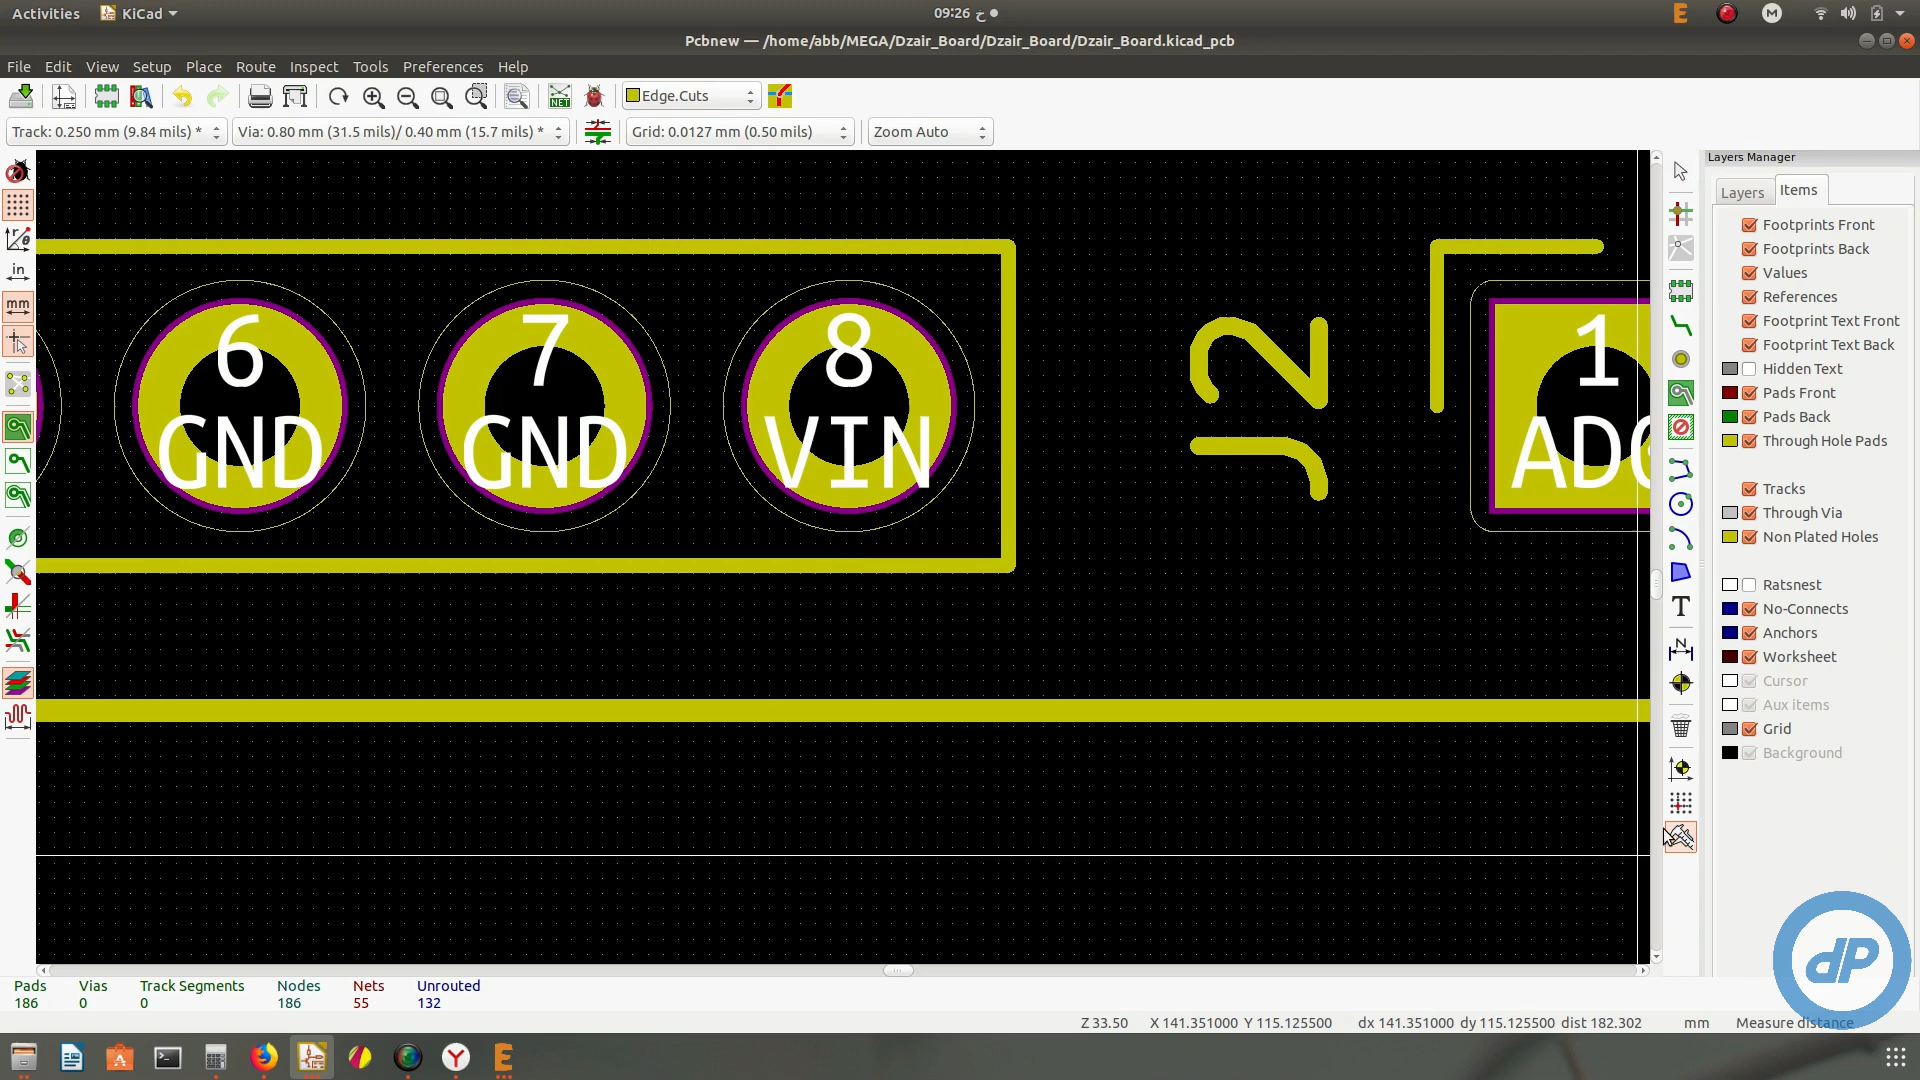 Activities KiCad 09:26 ح
Pcbnew — /home/abb/MEGA/Dzair_Board/Dzair_Board/Dzair_Board.kicad_pcb
File Edit View Setup Place Route Inspect Tools Preferences Help
NET Edge.Cuts
Track: 0.250 mm (9.84 mils) * Via: 0.80 mm (31.5 mils)/ 0.40 mm (15.7 mils) * Grid: 0.0127 mm (0.50 mils) Zoom Auto
in
mm
6 7 8 1
GND GND VIN ADC
J2
Layers Manager
Layers Items
Footprints Front
Footprints Back
Values
References
Footprint Text Front
Footprint Text Back
Hidden Text
Pads Front
Pads Back
Through Hole Pads
Tracks
Through Via
Non Plated Holes
Ratsnest
No-Connects
Anchors
Worksheet
Cursor
Aux items
Grid
Background
T
N
dP
Pads Vias Track Segments Nodes Nets Unrouted
186 0 0 186 55 132
Z 33.50 X 141.351000 Y 115.125500 dx 141.351000 dy 115.125500 dist 182.302 mm Measure distance